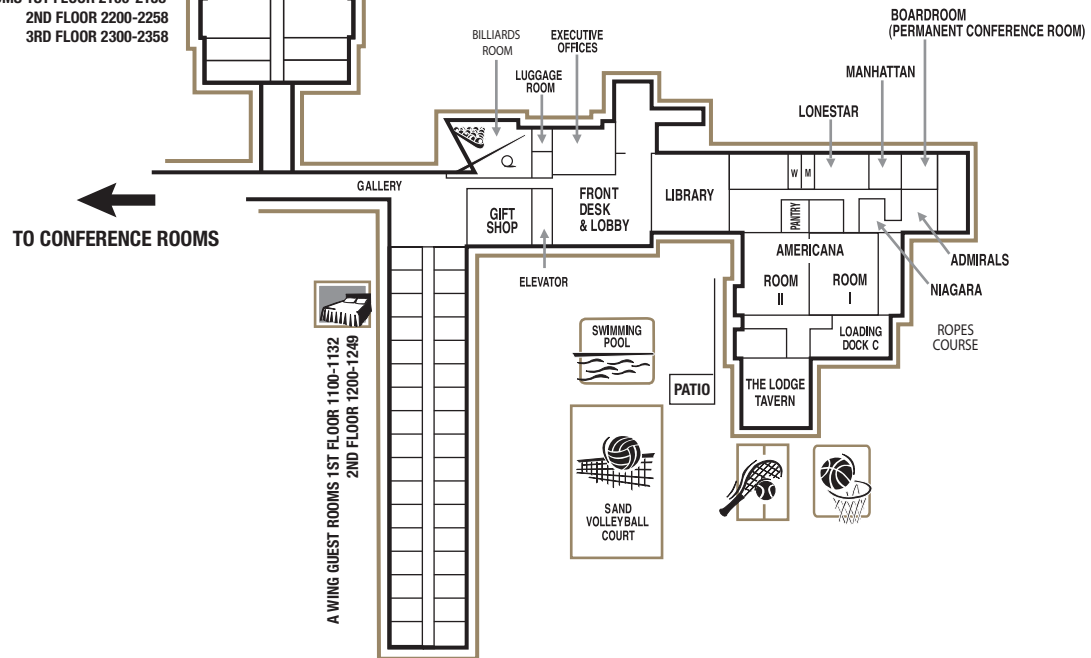 2ND FLOOR 2200-2258
3RD FLOOR 2300-2358
BILLIARDS
ROOM
EXECUTIVE
OFFICES
LUGGAGE
ROOM
BOARDROOM
(PERMANENT CONFERENCE ROOM)
MANHATTAN
LONESTAR
W M
GALLERY
TO CONFERENCE ROOMS
GIFT
SHOP
FRONT
DESK
& LOBBY
LIBRARY
PANTRY
ELEVATOR
AMERICANA
ROOM
II
ROOM
I
ADMIRALS
NIAGARA
LOADING
DOCK C
ROPES
COURSE
SWIMMING
POOL
PATIO
THE LODGE
TAVERN
SAND
VOLLEYBALL
COURT
A WING GUEST ROOMS 1ST FLOOR 1100-1132
2ND FLOOR 1200-1249